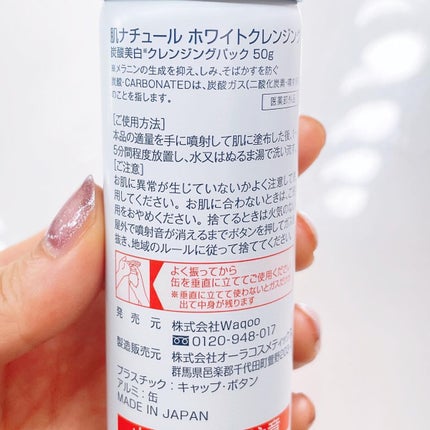 肌ナチュール ホワイトクレンジング
炭酸美白*クレンジングパック 50g
※メラニンの生成を抑え、しみ、そばかすを防ぐ
炭酸・CARBONATEDは、炭酸ガス(二酸化炭素・噴
のことを指します。
医薬部外品
[ご使用方法]
本品の適量を手に噴射して肌に塗布した後、
5分間程度放置し、水又はぬるま湯で洗い流
[ご注意]
お肌に異常が生じていないかよく注意して
用してください。お肌に合わないときは、ご
用をおやめください。捨てるときは火気のな
屋外で噴射音が消えるまでボタンを押してガ
抜き、地域のルールに従って捨ててください。
よく振ってから
缶を垂直に立ててご使用ください
※垂直に立てて使わないとガスだけ
出て中身が残ります
発売元 株式会社Waqoo
0120-948-017
製造販売元 株式会社オーラコスメティック
群馬県邑楽郡千代田町萱野
プラスチック:キャップ・ボタン
アルミ:缶
MADE IN JAPAN